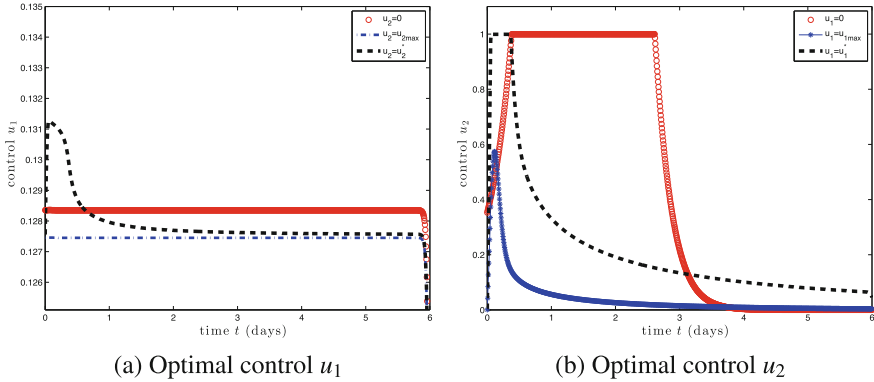 0.135
0.134
0.133
0.132
0.131
0.13
0.129
0.128
0.127
0.126
control u1
0 1 2 3 4 5 6
time t (days)
u2=0
u2=u2max
u2=u2*
(a) Optimal control u1
1
0.8
0.6
0.4
0.2
0
control u2
0 1 2 3 4 5 6
time t (days)
u1=0
u1=u1max
u1=u1*
(b) Optimal control u2